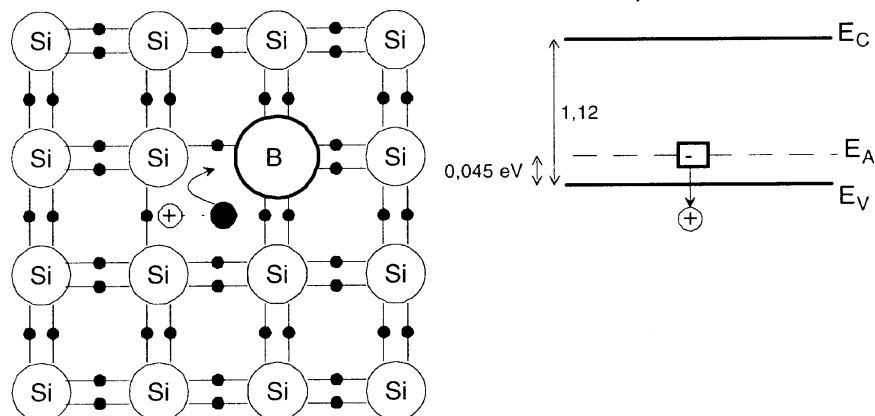 Si Si Si Si
Si Si B Si
+
Si Si Si Si
Si Si Si Si
E_C
1,12
- E_A
0,045 eV
E_V
+